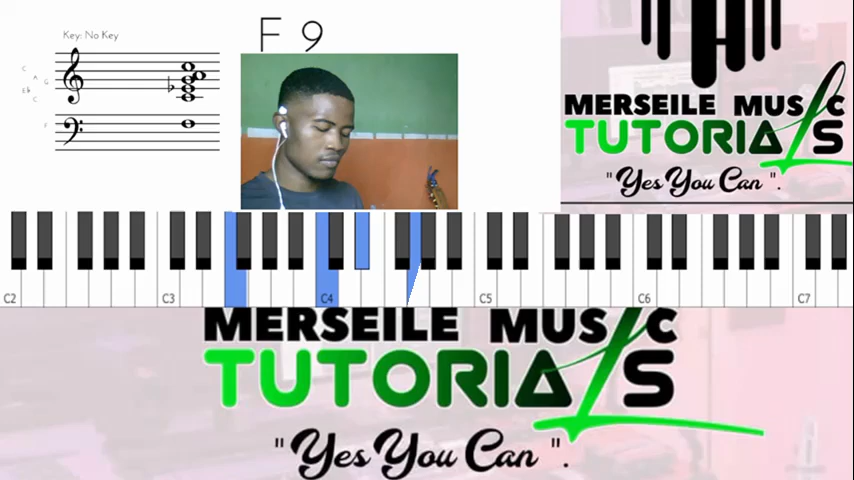 Key: No Key
F 9
C
A
G
E♭
C
F
MERSEILE MUSIC
TUTORIALS
"Yes You Can".
C2
C3
C4
C5
C6
C7
MERSEILE MUSIC
TUTORIALS
"Yes You Can".